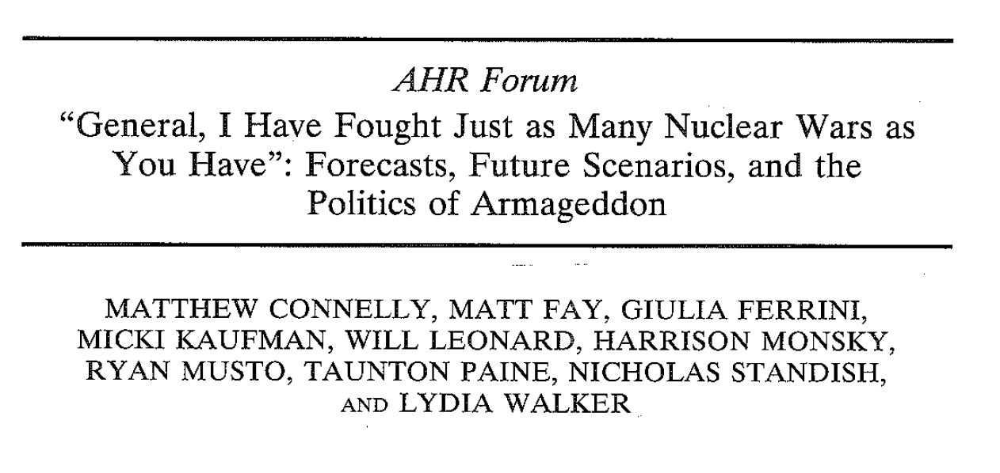 AHR Forum
“General, I Have Fought Just as Many Nuclear Wars as
You Have”: Forecasts, Future Scenarios, and the
Politics of Armageddon
MATTHEW CONNELLY, MATT FAY, GIULIA FERRINI,
MICKI KAUFMAN, WILL LEONARD, HARRISON MONSKY,
RYAN MUSTO, TAUNTON PAINE, NICHOLAS STANDISH,
AND LYDIA WALKER